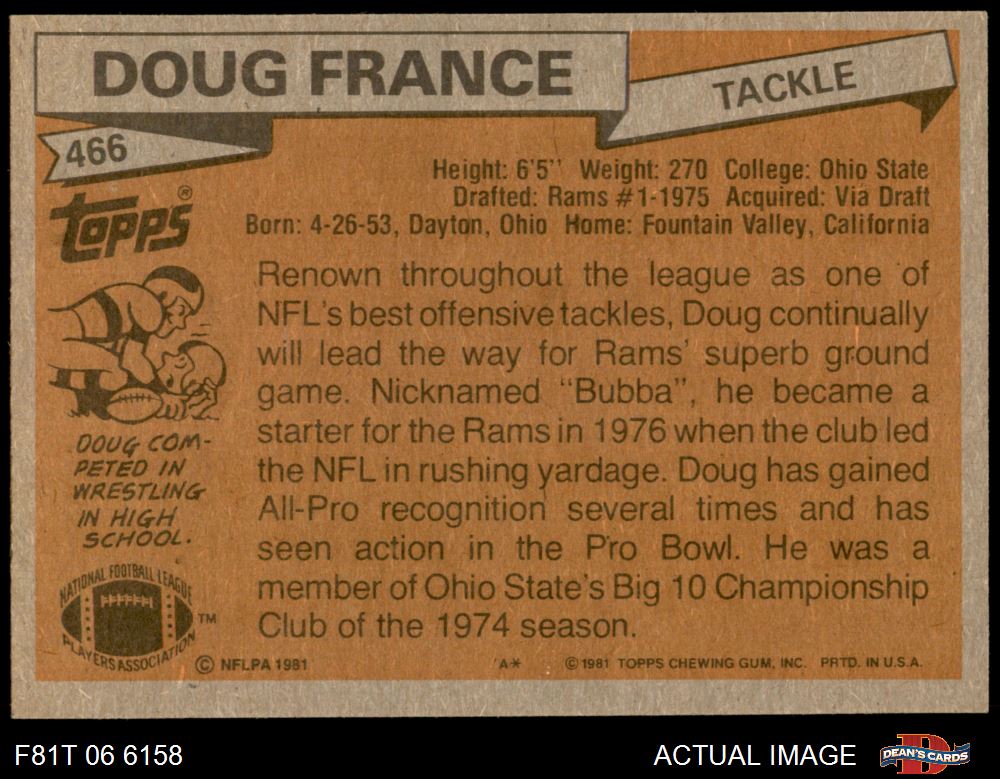 DOUG FRANCE
TACKLE
466
topps®
Height: 6'5'' Weight: 270 College: Ohio State
Drafted: Rams #1-1975 Acquired: Via Draft
Born: 4-26-53, Dayton, Ohio Home: Fountain Valley, California
Renown throughout the league as one of
NFL's best offensive tackles, Doug continually
will lead the way for Rams' superb ground
game. Nicknamed "Bubba", he became a
starter for the Rams in 1976 when the club led
the NFL in rushing yardage. Doug has gained
All-Pro recognition several times and has
seen action in the Pro Bowl. He was a
member of Ohio State's Big 10 Championship
Club of the 1974 season.
DOUG COM-
PETED IN
WRESTLING
IN HIGH
SCHOOL.
NATIONAL FOOTBALL LEAGUE
PLAYERS ASSOCIATION
TM
© NFLPA 1981
A*
© 1981 TOPPS CHEWING GUM, INC. PRTD. IN U.S.A.
F81T 06 6158
ACTUAL IMAGE
D
DEAN'S CARDS